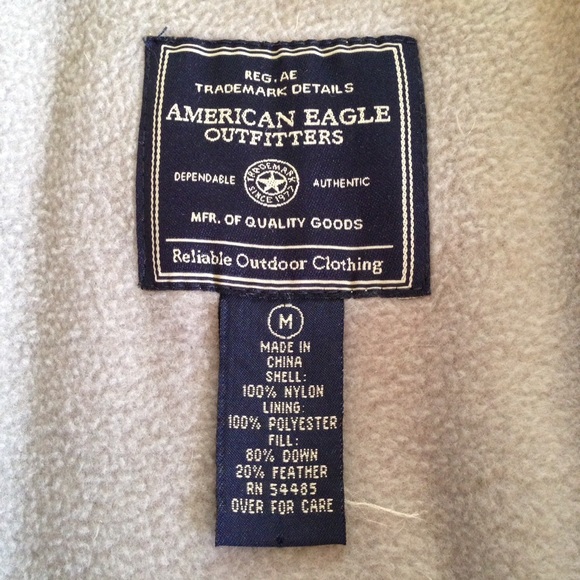 REG. AE
TRADEMARK DETAILS
AMERICAN EAGLE
OUTFITTERS
DEPENDABLE TRADEMARK SINCE 1977 AUTHENTIC
MFR. OF QUALITY GOODS
Reliable Outdoor Clothing
M
MADE IN
CHINA
SHELL:
100% NYLON
LINING:
100% POLYESTER
FILL:
80% DOWN
20% FEATHER
RN 54485
OVER FOR CARE